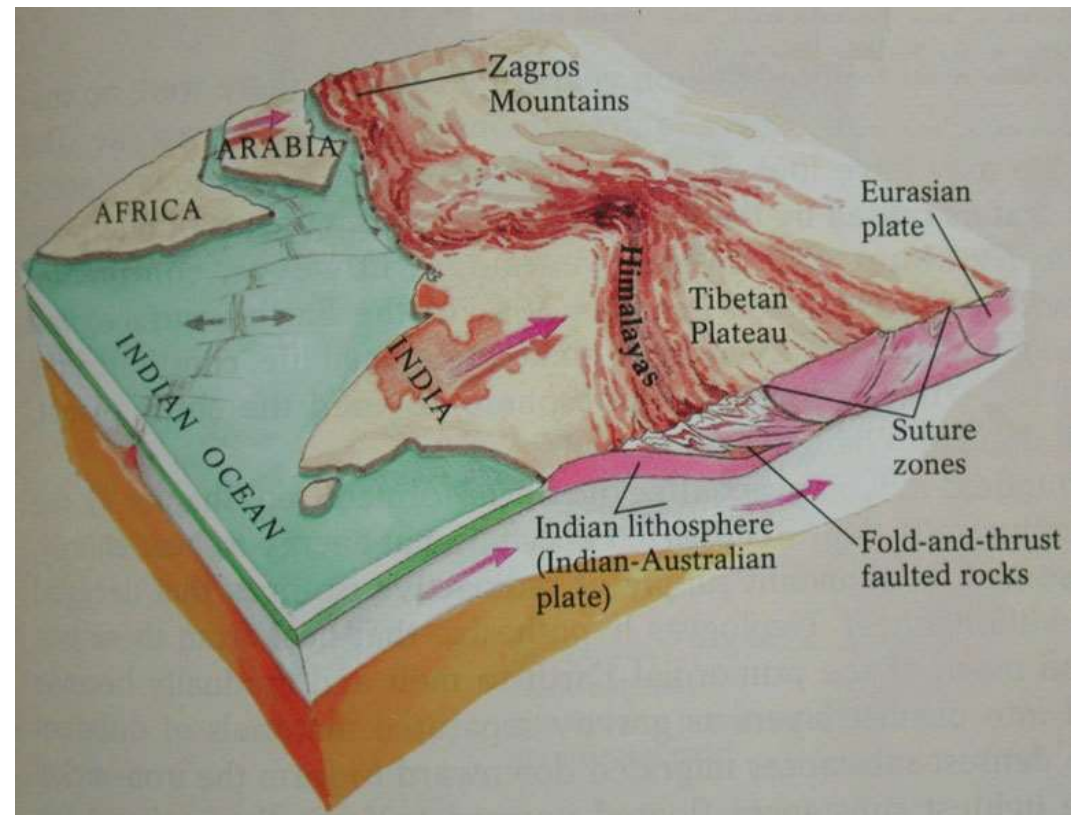 Zagros
Mountains
ARABIA
AFRICA
Eurasian
plate
Himalayas
Tibetan
Plateau
INDIA
INDIAN OCEAN
Suture
zones
Indian lithosphere
(Indian-Australian
plate)
Fold-and-thrust
faulted rocks